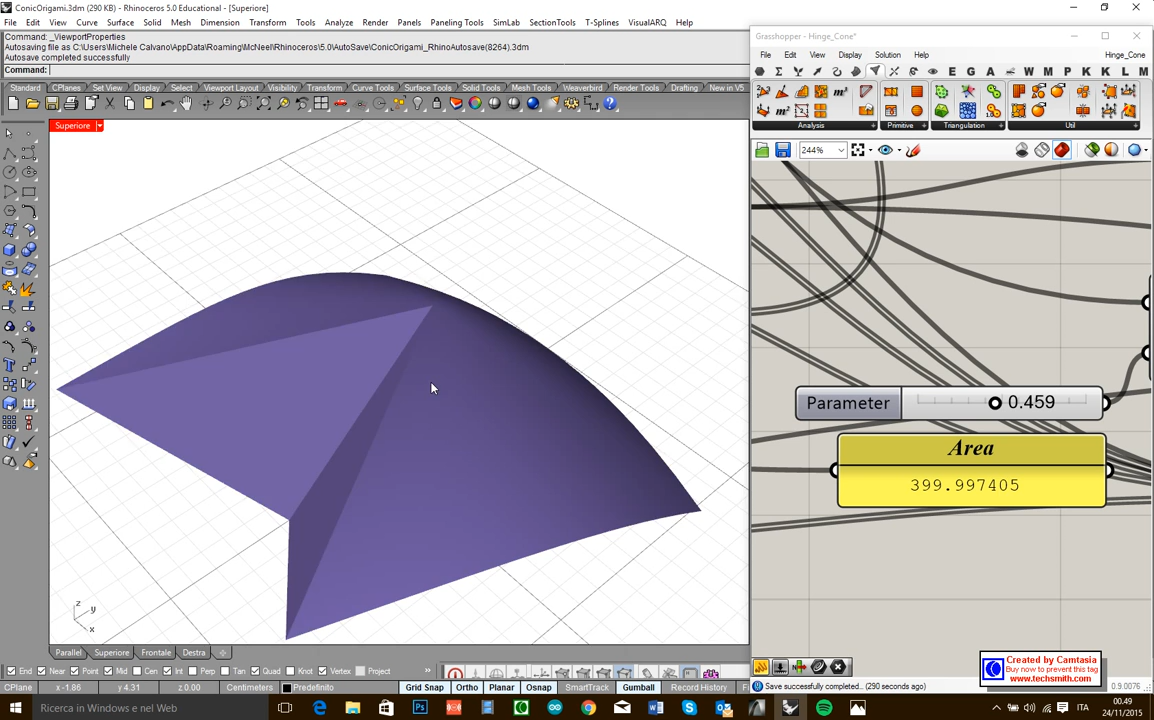 ConicOrigami.3dm (290 KB) - Rhinoceros 5.0 Educational - [Superiore]
File Edit View Curve Surface Solid Mesh Dimension Transform Tools Analyze Render Panels Paneling Tools SimLab SectionTools T-Splines VisualARQ Help
Command: _ViewportProperties
Autosaving file as C:\Users\Michele Calvano\AppData\Roaming\McNeel\Rhinoceros\5.0\AutoSave\ConicOrigami_RhinoAutosave(8264).3dm
Autosave completed successfully
Command:
Standard CPlanes Set View Display Select Viewport Layout Visibility Transform Curve Tools Surface Tools Solid Tools Mesh Tools Weaverbird Render Tools Drafting New in V5
Superiore
z
y
x
Parallel Superiore Frontale Destra
End Near Point Mid Cen Int Perp Tan Quad Knot Vertex Project
CPlane x -1.86 y 4.31 z 0.00 Centimeters Predefinito Grid Snap Ortho Planar Osnap SmartTrack Gumball Record History F
Grasshopper - Hinge_Cone*
File Edit View Display Solution Help Hinge_Cone
E G A W M P K K L M
Analysis Primitive Triangulation Util
244%
Parameter 0.459
Area
399.997405
Created by Camtasia
Buy now to prevent this tag
www.techsmith.com
Save successfully completed... (290 seconds ago) 0.9.0076
Ricerca in Windows e nel Web
ITA
00.49
24/11/2015